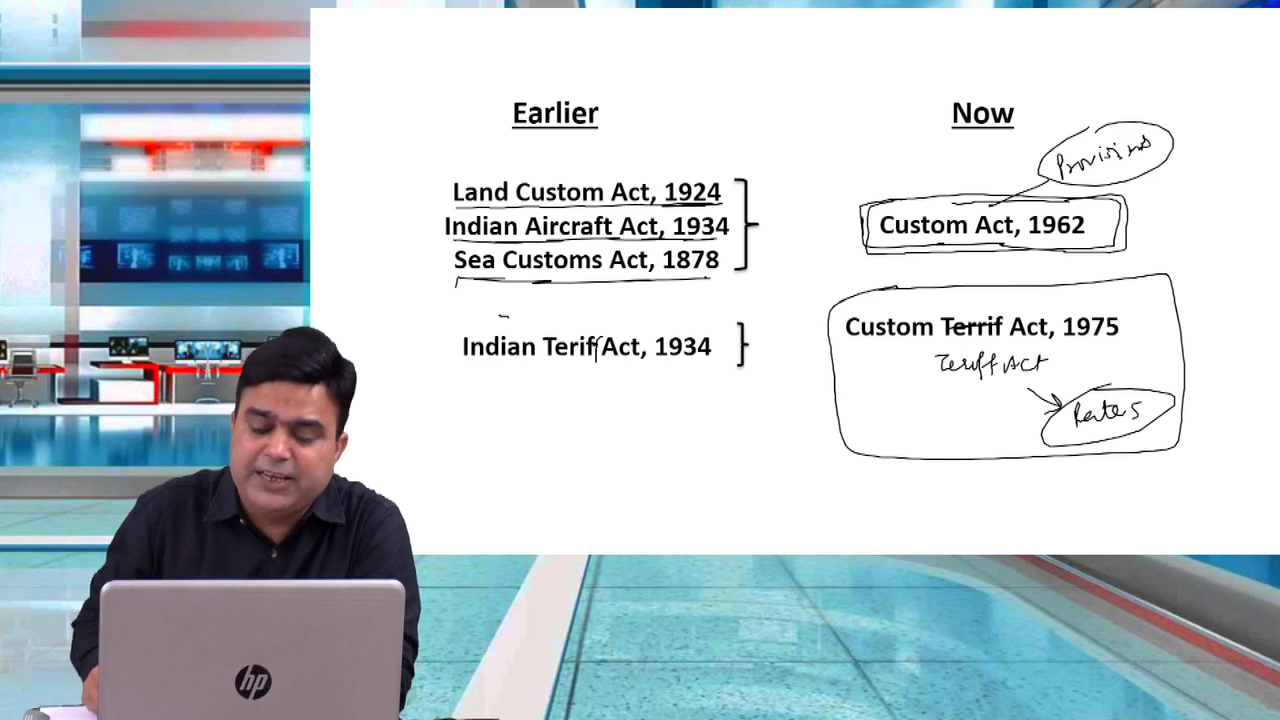 Earlier
Now
Provisions
Land Custom Act, 1924
Indian Aircraft Act, 1934
Sea Customs Act, 1878
Custom Act, 1962
Indian Terif Act, 1934
Custom Terrif Act, 1975
Teriff Act
Rates
hp